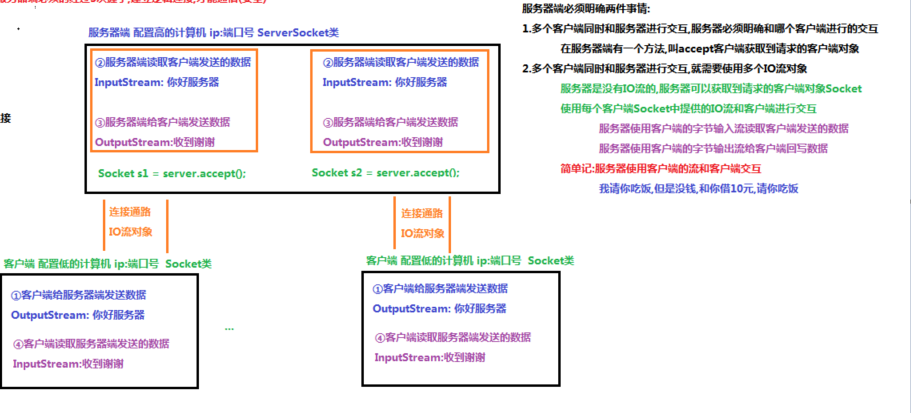 服务器端必须明确两件事情:
服务器端 配置高的计算机 ip:端口号 ServerSocket类
1.多个客户端同时和服务器进行交互,服务器必须明确和哪个客户端进行的交互
在服务器端有一个方法,叫accept客户端获取到请求的客户端对象
2.多个客户端同时和服务器进行交互,就需要使用多个IO流对象
服务器是没有IO流的,服务器可以获取到请求的客户端对象Socket
使用每个客户端Socket中提供的IO流和客户端进行交互
服务器使用客户端的字节输入流读取客户端发送的数据
服务器使用客户端的字节输出流给客户端回写数据
简单记:服务器使用客户端的流和客户端交互
我请你吃饭,但是没钱,和你借10元,请你吃饭
②服务器端读取客户端发送的数据
InputStream: 你好服务器
③服务器端给客户端发送数据
OutputStream:收到谢谢
Socket s1 = server.accept();
②服务器端读取客户端发送的数据
InputStream: 你好服务器
③服务器端给客户端发送数据
OutputStream:收到谢谢
Socket s2 = server.accept();
接
连接通路
IO流对象
连接通路
IO流对象
客户端 配置低的计算机 ip:端口号 Socket类
①客户端给服务器端发送数据
OutputStream: 你好服务器
④客户端读取服务器端发送的数据
InputStream:收到谢谢
...
客户端 配置低的计算机 ip:端口号 Socket类
①客户端给服务器端发送数据
OutputStream: 你好服务器
④客户端读取服务器端发送的数据
InputStream:收到谢谢